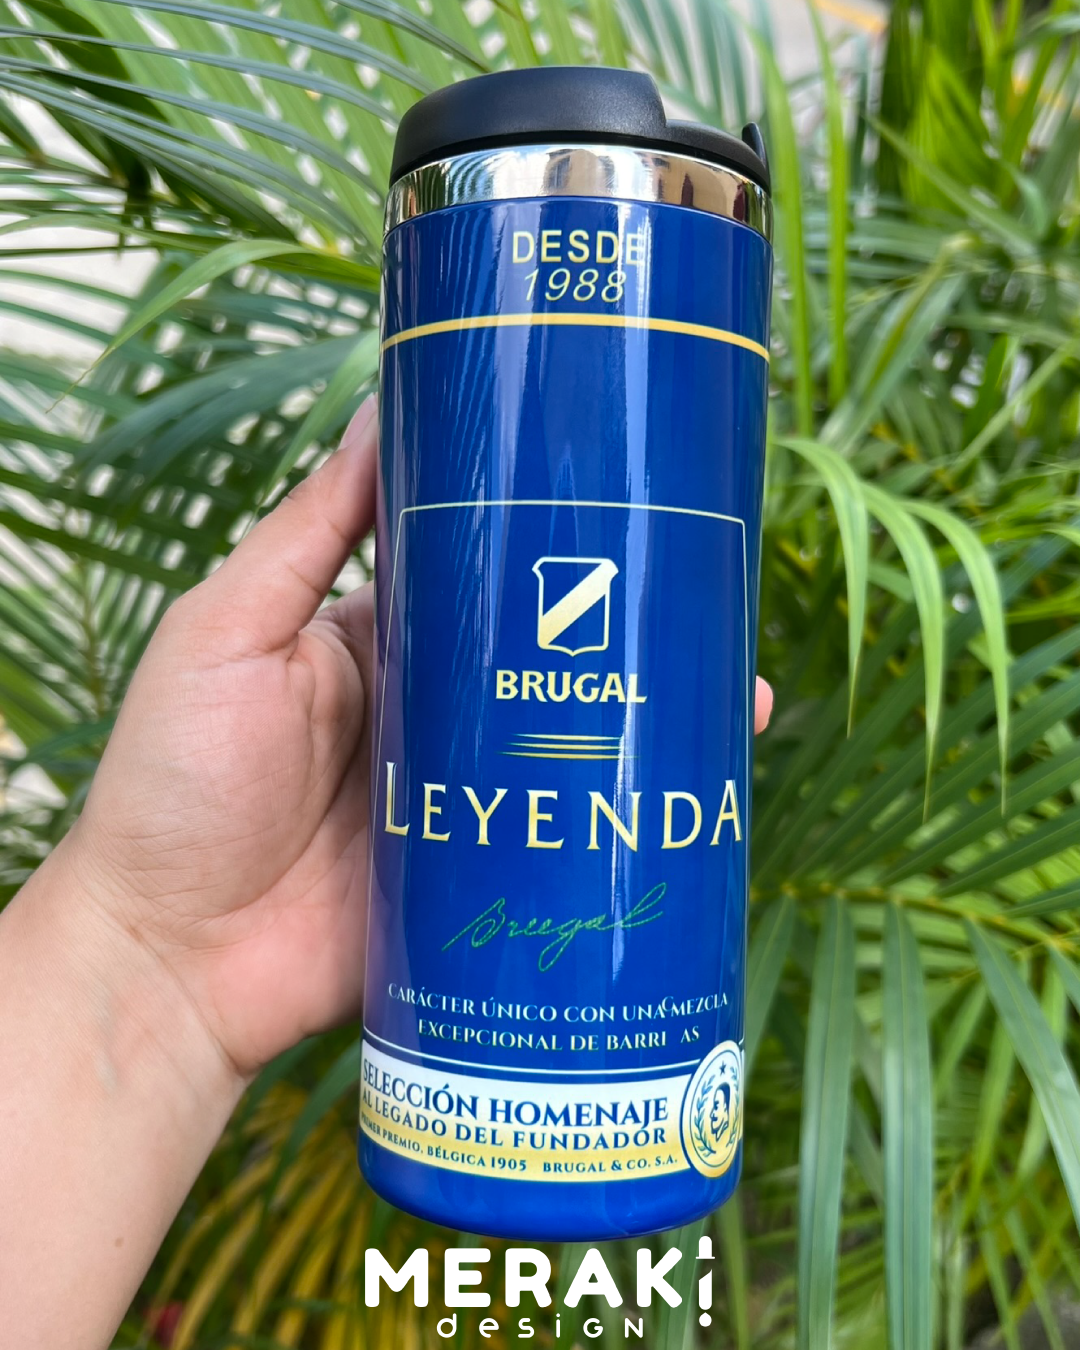 DESDE
1988
BRUGAL
LEYENDA
Brugal
CARÁCTER ÚNICO CON UNA MEZCLA
EXCEPCIONAL DE BARRI AS
SELECCIÓN HOMENAJE
AL LEGADO DEL FUNDADOR
PREMIO, BÉLGICA 1905 BRUGAL & CO. S.A.
MERAKI
design